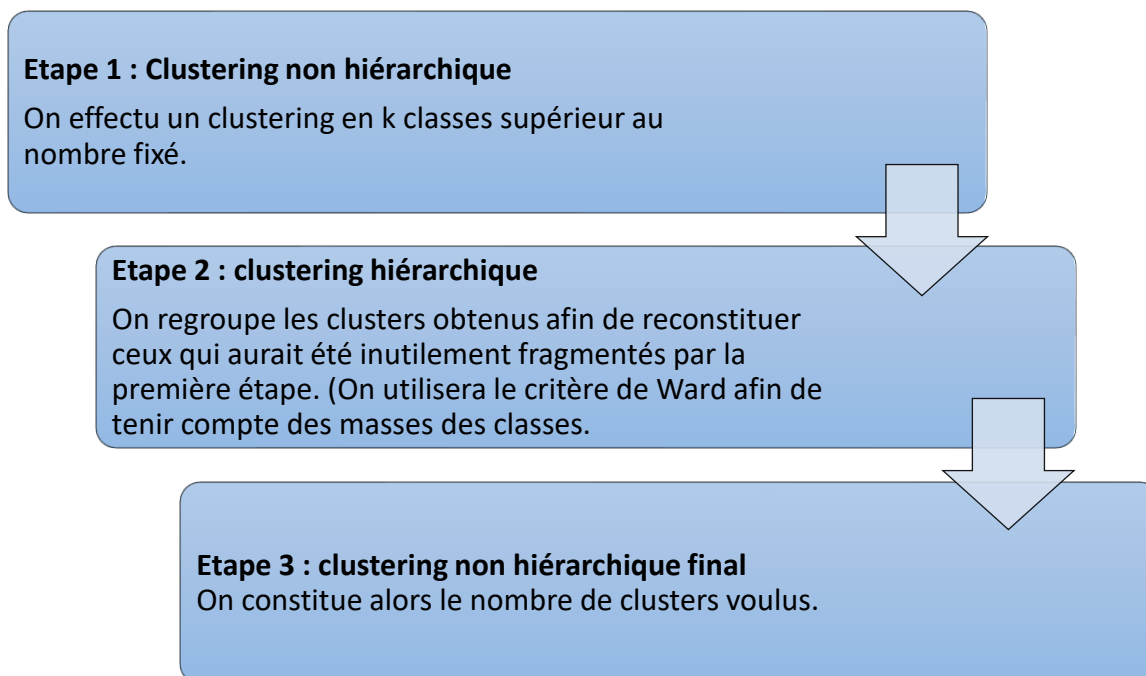 Etape 1 : Clustering non hiérarchique
On effectu un clustering en k classes supérieur au
nombre fixé.
Etape 2 : clustering hiérarchique
On regroupe les clusters obtenus afin de reconstituer
ceux qui aurait été inutilement fragmentés par la
première étape. (On utilisera le critère de Ward afin de
tenir compte des masses des classes.
Etape 3 : clustering non hiérarchique final
On constitue alors le nombre de clusters voulus.